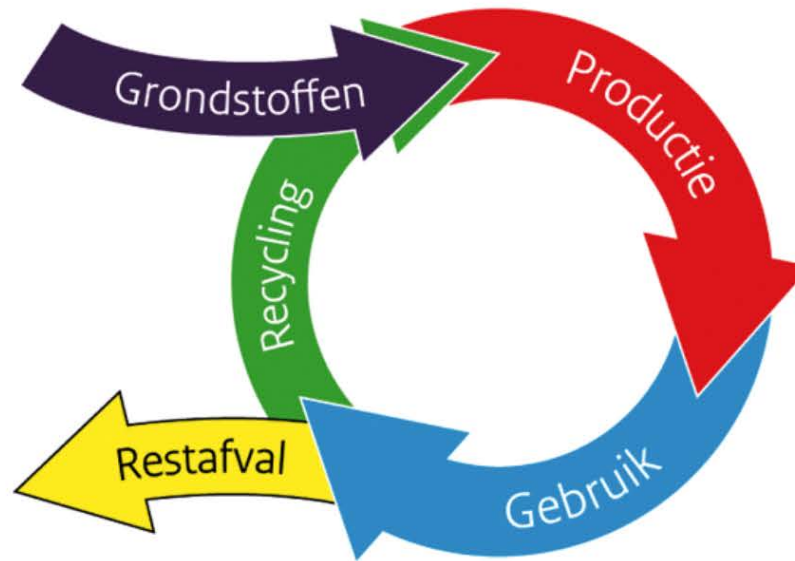 Grondstoffen
Productie
Gebruik
Recycling
Restafval